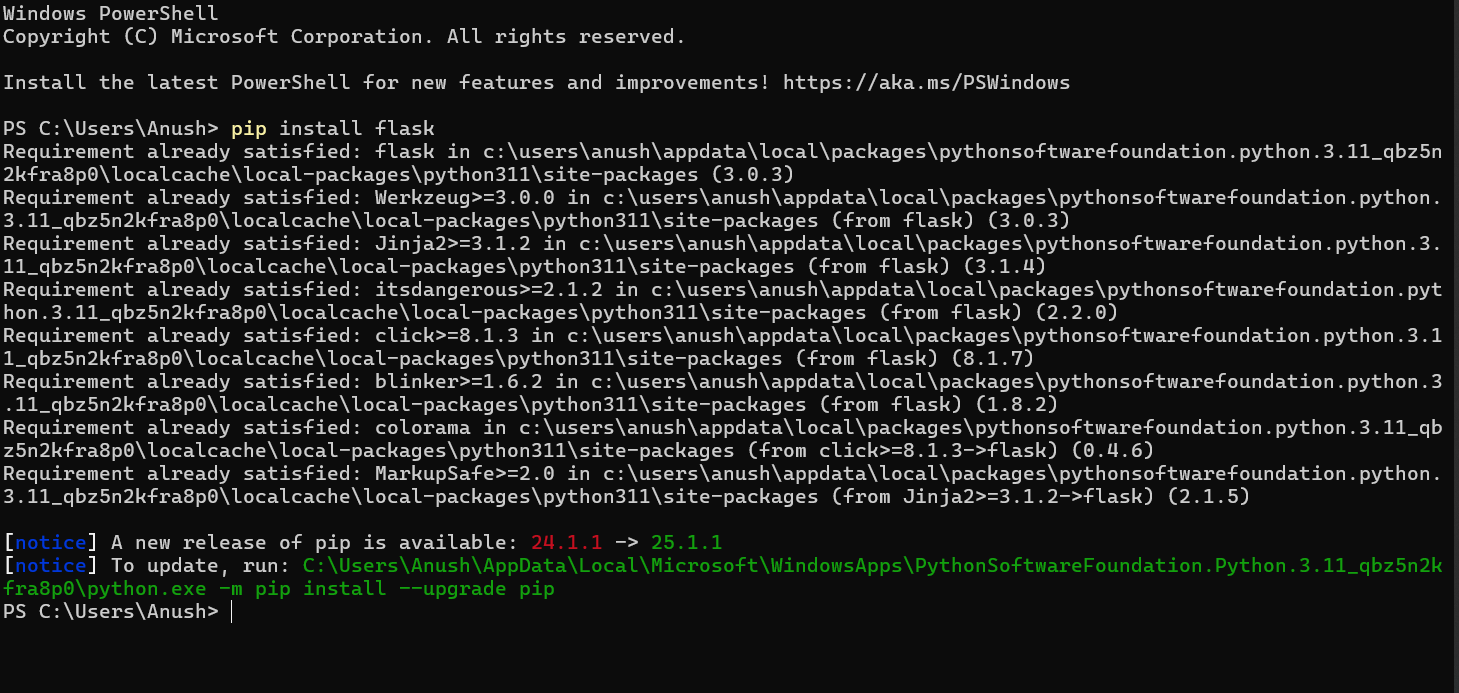 Windows PowerShell
Copyright (C) Microsoft Corporation. All rights reserved.
Install the latest PowerShell for new features and improvements! https://aka.ms/PSWindows
PS C:\Users\Anush> pip install flask
Requirement already satisfied: flask in c:\users\anush\appdata\local\packages\pythonsoftwarefoundation.python.3.11_qbz5n
2kfra8p0\localcache\local-packages\python311\site-packages (3.0.3)
Requirement already satisfied: Werkzeug>=3.0.0 in c:\users\anush\appdata\local\packages\pythonsoftwarefoundation.python.
3.11_qbz5n2kfra8p0\localcache\local-packages\python311\site-packages (from flask) (3.0.3)
Requirement already satisfied: Jinja2>=3.1.2 in c:\users\anush\appdata\local\packages\pythonsoftwarefoundation.python.3.
11_qbz5n2kfra8p0\localcache\local-packages\python311\site-packages (from flask) (3.1.4)
Requirement already satisfied: itsdangerous>=2.1.2 in c:\users\anush\appdata\local\packages\pythonsoftwarefoundation.pyt
hon.3.11_qbz5n2kfra8p0\localcache\local-packages\python311\site-packages (from flask) (2.2.0)
Requirement already satisfied: click>=8.1.3 in c:\users\anush\appdata\local\packages\pythonsoftwarefoundation.python.3.1
1_qbz5n2kfra8p0\localcache\local-packages\python311\site-packages (from flask) (8.1.7)
Requirement already satisfied: blinker>=1.6.2 in c:\users\anush\appdata\local\packages\pythonsoftwarefoundation.python.3
.11_qbz5n2kfra8p0\localcache\local-packages\python311\site-packages (from flask) (1.8.2)
Requirement already satisfied: colorama in c:\users\anush\appdata\local\packages\pythonsoftwarefoundation.python.3.11_qb
z5n2kfra8p0\localcache\local-packages\python311\site-packages (from click>=8.1.3->flask) (0.4.6)
Requirement already satisfied: MarkupSafe>=2.0 in c:\users\anush\appdata\local\packages\pythonsoftwarefoundation.python.
3.11_qbz5n2kfra8p0\localcache\local-packages\python311\site-packages (from Jinja2>=3.1.2->flask) (2.1.5)
[notice] A new release of pip is available: 24.1.1 -> 25.1.1
[notice] To update, run: C:\Users\Anush\AppData\Local\Microsoft\WindowsApps\PythonSoftwareFoundation.Python.3.11_qbz5n2k
fra8p0\python.exe -m pip install --upgrade pip
PS C:\Users\Anush>